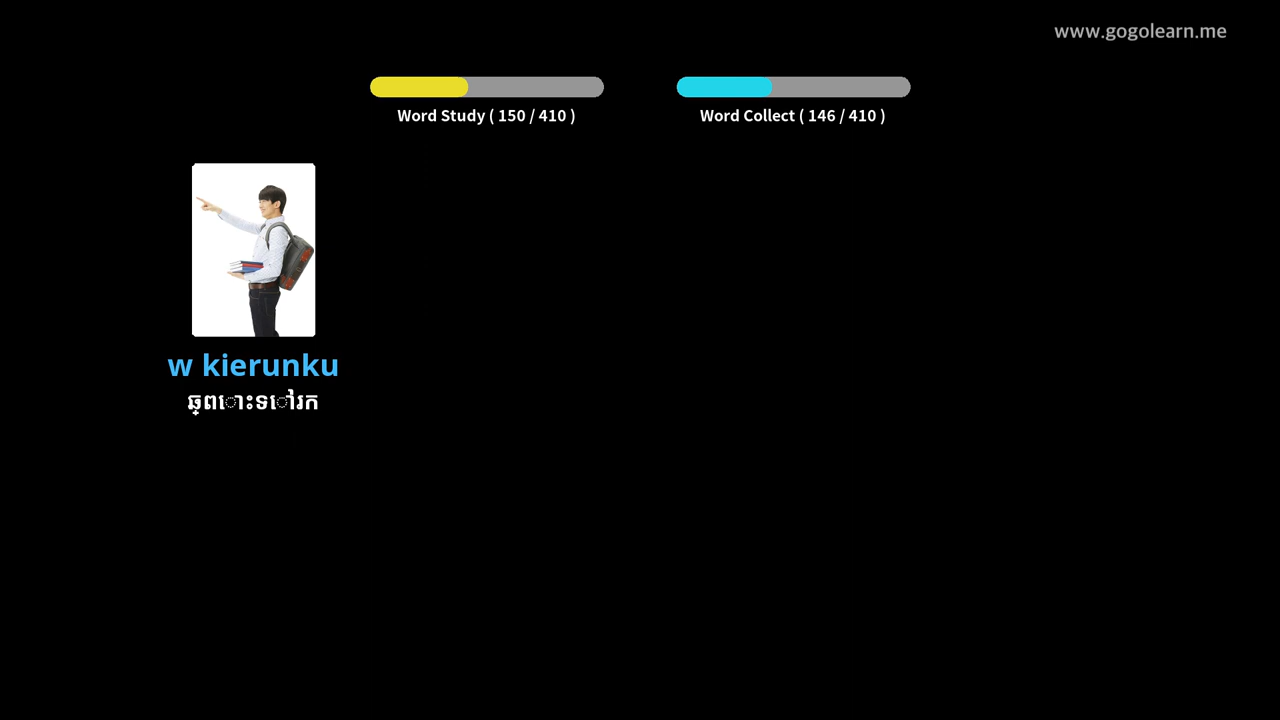 www.gogolearn.me
Word Study ( 150 / 410 )
Word Collect ( 146 / 410 )
w kierunku
ឆ្ពោះទៅរក